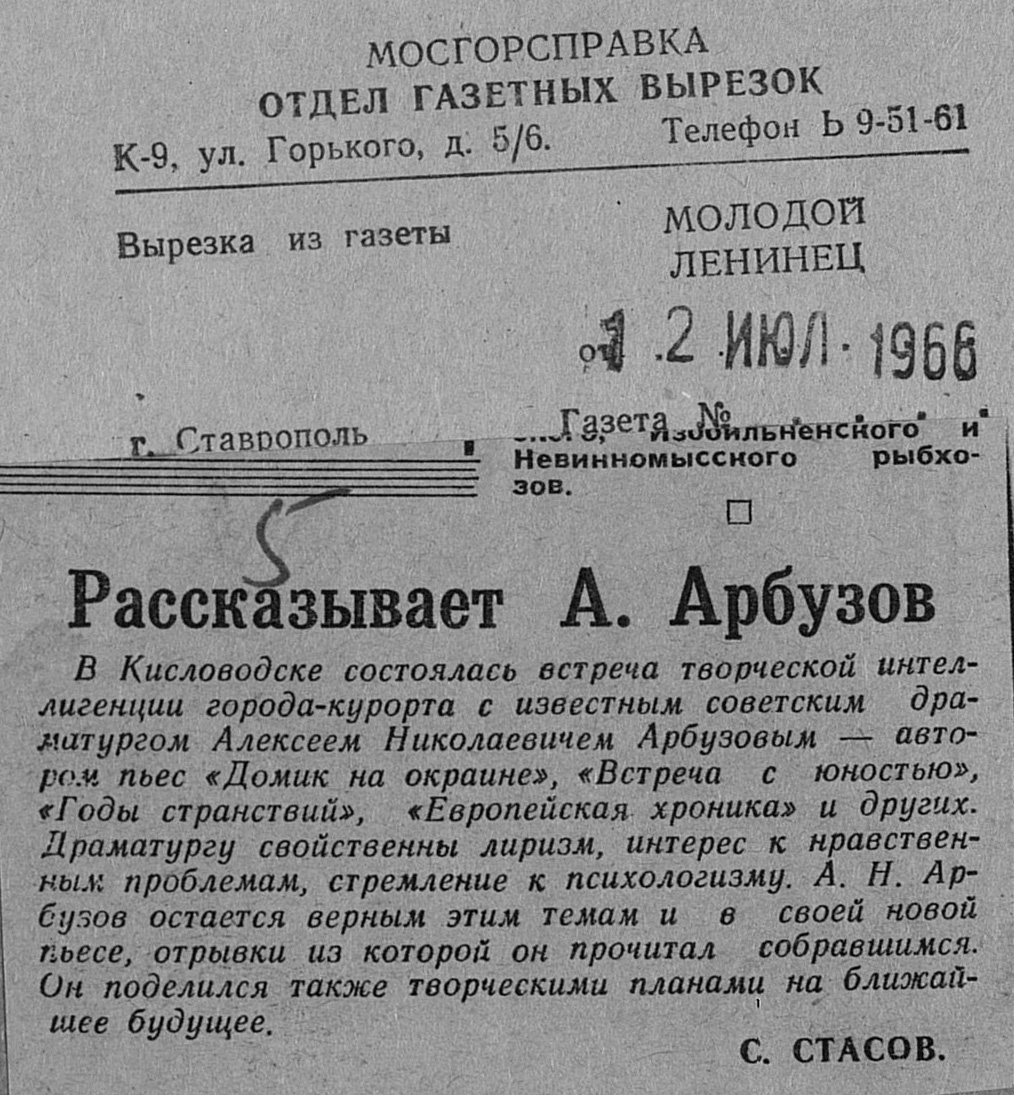 МОСГОРСПРАВКА
ОТДЕЛ ГАЗЕТНЫХ ВЫРЕЗОК
К-9, ул. Горького, д. 5/6. Телефон Ь 9-51-61
Вырезка из газеты
МОЛОДОЙ
ЛЕНИНЕЦ
от 12 ИЮЛ. 1966
г. Ставрополь
Газета №
Изобильненского и
Невинномысского рыбхо-
зов.
5
Рассказывает А. Арбузов
В Кисловодске состоялась встреча творческой интел-
лигенции города-курорта с известным советским дра-
матургом Алексеем Николаевичем Арбузовым — авто-
ром пьес «Домик на окраине», «Встреча с юностью»,
«Годы странствий», «Европейская хроника» и других.
Драматургу свойственны лиризм, интерес к нравствен-
ным проблемам, стремление к психологизму. А. Н. Ар-
бузов остается верным этим темам и в своей новой
пьесе, отрывки из которой он прочитал собравшимся.
Он поделился также творческими планами на ближай-
шее будущее.
С. СТАСОВ.